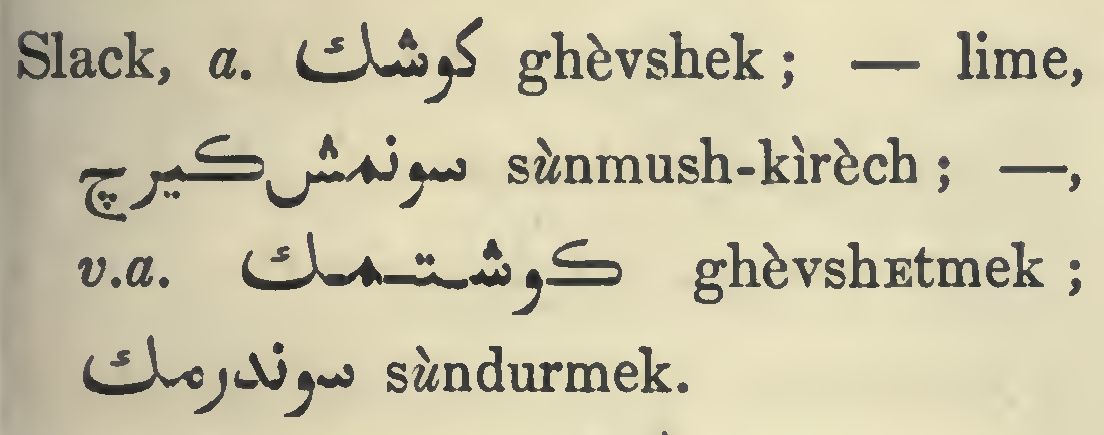 Slack, a. كوشك ghèvshek ; — lime,
سونمش كيرچ sùnmush-kìrèch ; —,
v.a. كوشتمك ghèvshEtmek ;
سوندرمك sùndurmek.